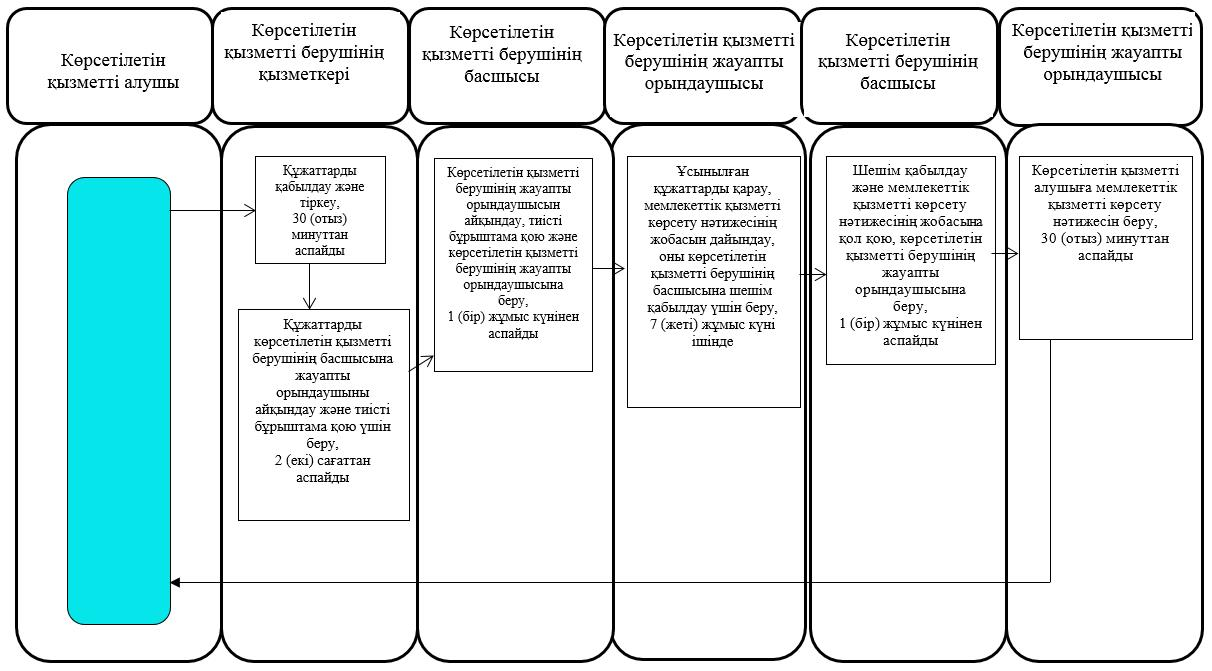 Көрсетілетін
қызметті алушы
Көрсетілетін
қызметті берушінің
қызметкері
Көрсетілетін
қызметті берушінің
басшысы
Көрсетілетін қызметті
берушінің жауапты
орындаушысы
Көрсетілетін
қызметті берушінің
басшысы
Көрсетілетін қызметті
берушінің жауапты
орындаушысы
Құжаттарды
қабылдау және
тіркеу,
30 (отыз)
минуттан
аспайды
Құжаттарды
көрсетілетін қызметті
берушінің басшысына
жауапты
орындаушыны
айқындау және тиісті
бұрыштама қою үшін
беру,
2 (екі) сағаттан
аспайды
Көрсетілетін қызметті
берушінің жауапты
орындаушысын
айқындау, тиісті
бұрыштама қою және
көрсетілетін қызметті
берушінің жауапты
орындаушысына
беру,
1 (бір) жұмыс күнінен
аспайды
Ұсынылған
құжаттарды қарау,
мемлекеттік қызметті
көрсету нәтижесінің
жобасын дайындау,
оны көрсетілетін
қызметті берушінің
басшысына шешім
қабылдау үшін беру,
7 (жеті) жұмыс күні
ішінде
Шешім қабылдау
және мемлекеттік
қызметті көрсету
нәтижесінің жобасына
қол қою, көрсетілетін
қызметті берушінің
жауапты
орындаушысына
беру,
1 (бір) жұмыс күнінен
аспайды
Көрсетілетін қызметті
алушыға мемлекеттік
қызметті көрсету
нәтижесін беру,
30 (отыз) минуттан
аспайды